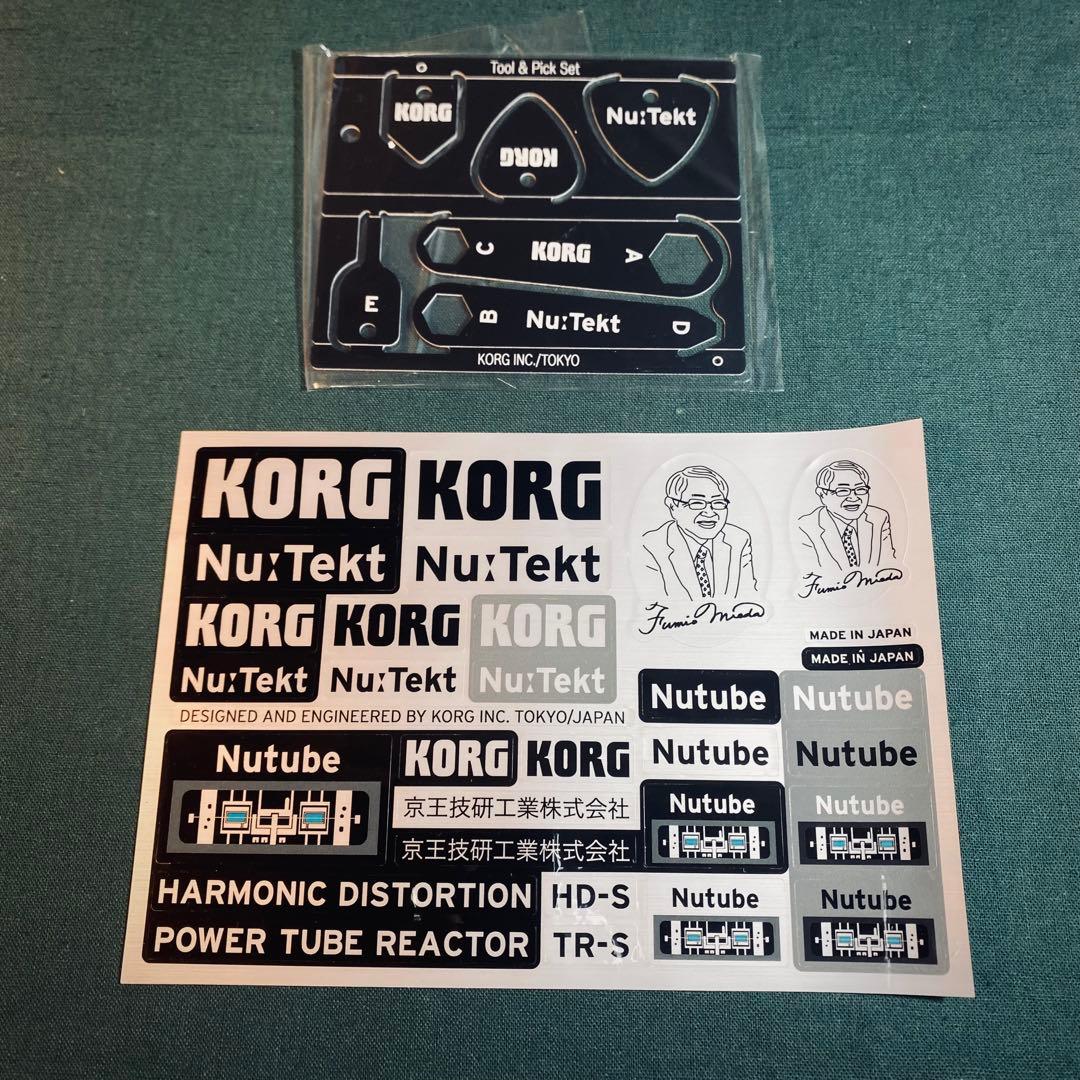 Tool & Pick Set
KORG
KORG
Nu:Tekt
C KORG A
E
B Nu:Tekt D
KORG INC./TOKYO
KORG KORG
Nu:Tekt Nu:Tekt
Fumio Mieda
Fumio Mieda
KORG KORG KORG
Nu:Tekt Nu:Tekt Nu:Tekt
MADE IN JAPAN
MADE IN JAPAN
DESIGNED AND ENGINEERED BY KORG INC. TOKYO/JAPAN
Nutube Nutube
Nutube Nutube
Nutube
KORG KORG
京王技研工業株式会社
京王技研工業株式会社
Nutube Nutube
HARMONIC DISTORTION HD-S
POWER TUBE REACTOR TR-S
Nutube Nutube